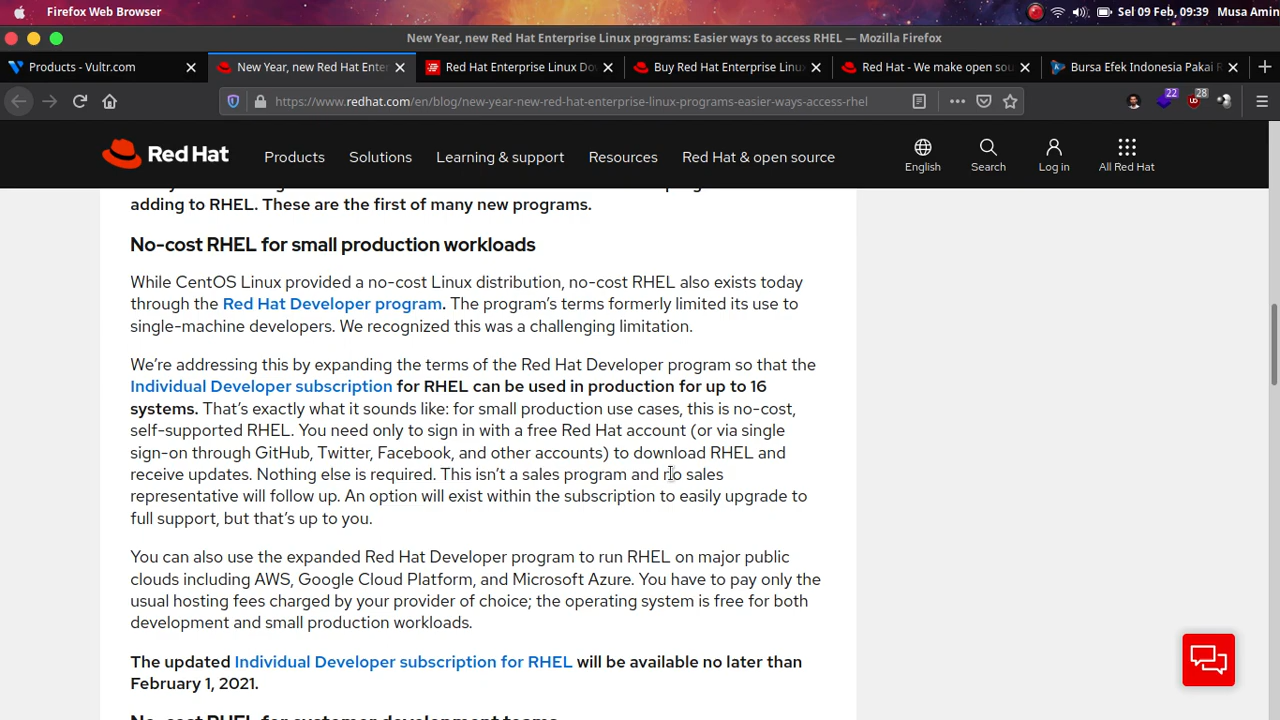 Firefox Web Browser
Sel 09 Feb, 09:39 Musa Amin
New Year, new Red Hat Enterprise Linux programs: Easier ways to access RHEL — Mozilla Firefox
Products - Vultr.com
New Year, new Red Hat Enter
Red Hat Enterprise Linux Do
Buy Red Hat Enterprise Linux
Red Hat - We make open sou
Bursa Efek Indonesia Pakai R
https://www.redhat.com/en/blog/new-year-new-red-hat-enterprise-linux-programs-easier-ways-access-rhel
22
28
Red Hat
Products
Solutions
Learning & support
Resources
Red Hat & open source
English
Search
Log in
All Red Hat
adding to RHEL. These are the first of many new programs.
No-cost RHEL for small production workloads
While CentOS Linux provided a no-cost Linux distribution, no-cost RHEL also exists today
through the Red Hat Developer program. The program’s terms formerly limited its use to
single-machine developers. We recognized this was a challenging limitation.
We’re addressing this by expanding the terms of the Red Hat Developer program so that the
Individual Developer subscription for RHEL can be used in production for up to 16
systems. That’s exactly what it sounds like: for small production use cases, this is no-cost,
self-supported RHEL. You need only to sign in with a free Red Hat account (or via single
sign-on through GitHub, Twitter, Facebook, and other accounts) to download RHEL and
receive updates. Nothing else is required. This isn’t a sales program and no sales
representative will follow up. An option will exist within the subscription to easily upgrade to
full support, but that’s up to you.
You can also use the expanded Red Hat Developer program to run RHEL on major public
clouds including AWS, Google Cloud Platform, and Microsoft Azure. You have to pay only the
usual hosting fees charged by your provider of choice; the operating system is free for both
development and small production workloads.
The updated Individual Developer subscription for RHEL will be available no later than
February 1, 2021.
No-cost RHEL for customer development teams